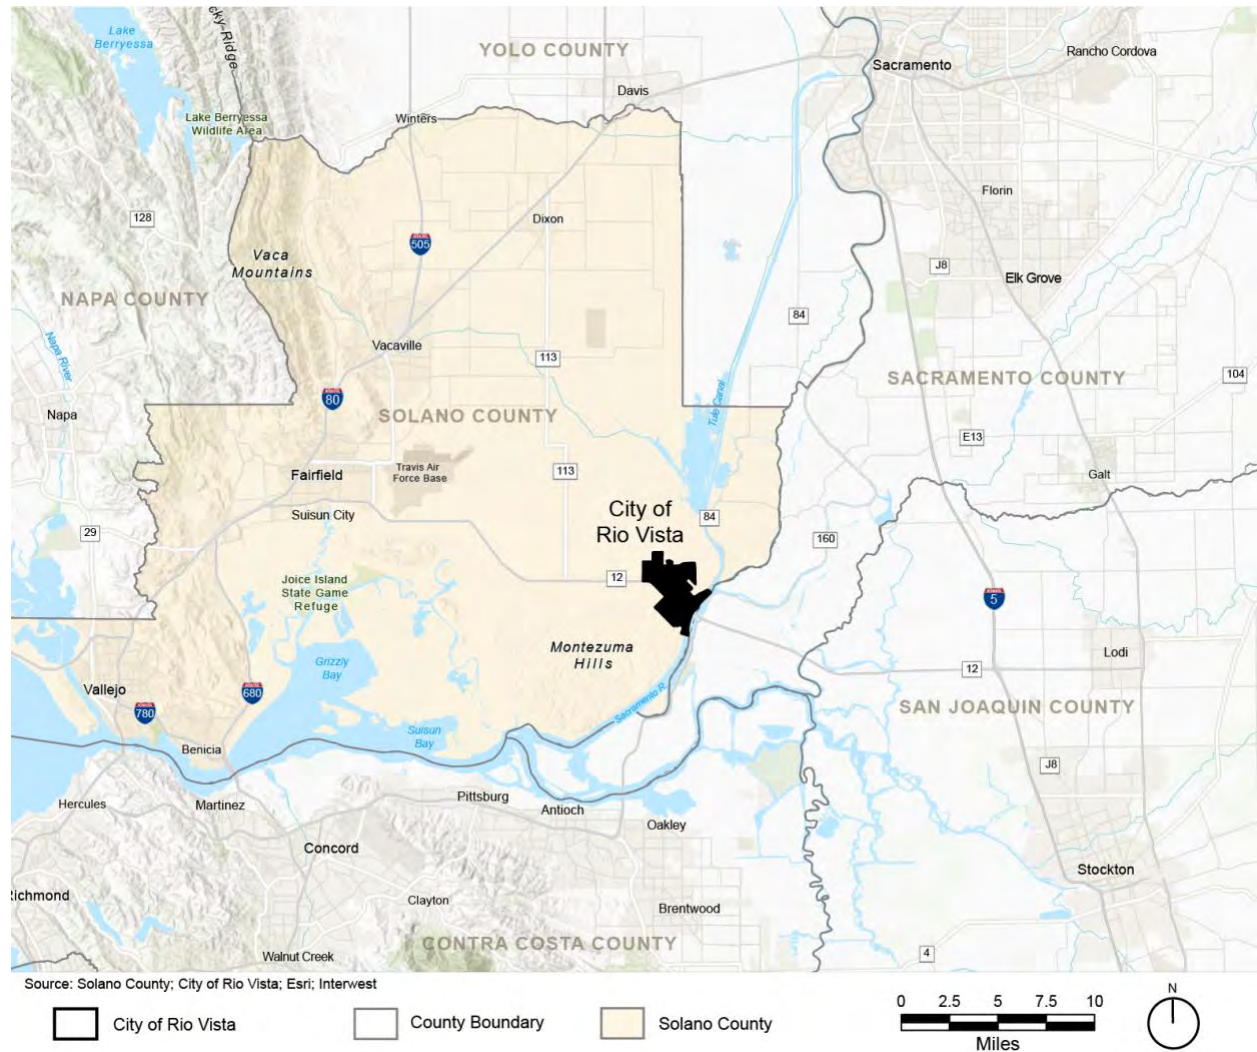 Lake
Berryessa
cky-Ridge
YOLO COUNTY
Rancho Cordova
Sacramento
Davis
Lake Berryessa
Wildlife Area
Winters
Florin
128
Dixon
505
Vaca
Mountains
J8
Elk Grove
NAPA COUNTY
Napa River
84
Vacaville
113
SACRAMENTO COUNTY
104
80
Napa
SOLANO COUNTY
Tule Canal
E13
Fairfield
Travis Air
Force Base
113
Galt
Suisun City
City of
Rio Vista
84
29
160
Joice Island
State Game
Refuge
12
5
Montezuma
Hills
Lodi
Grizzly
Bay
12
Vallejo
680
780
Sacramento R.
SAN JOAQUIN COUNTY
Suisun
Bay
Benicia
J8
Hercules
Martinez
Pittsburg
Antioch
Oakley
Concord
Stockton
Richmond
Clayton
Brentwood
CONTRA COSTA COUNTY
Walnut Creek
4
Source: Solano County; City of Rio Vista; Esri; Interwest
City of Rio Vista
County Boundary
Solano County
0 2.5 5 7.5 10
Miles
N